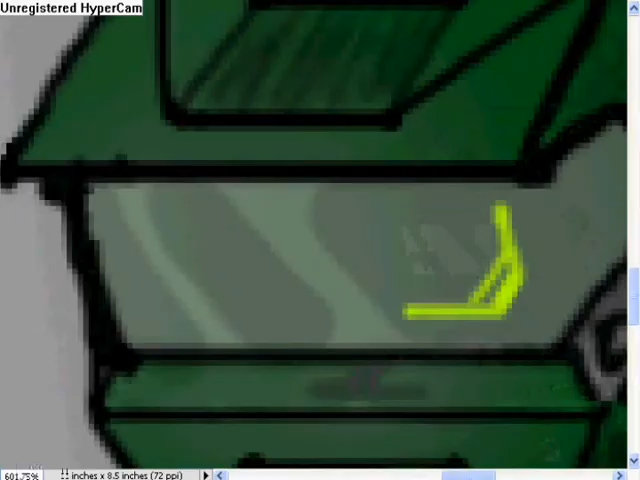 Unregistered HyperCam
601.75%
inches x 8.5 inches (72 ppi)